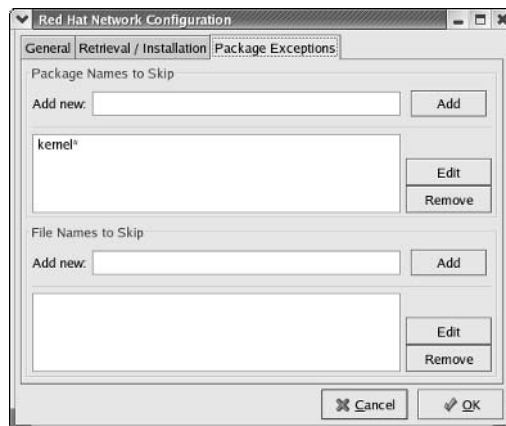 Red Hat Network Configuration
General Retrieval / Installation Package Exceptions
Package Names to Skip
Add new: Add
kernel*
Edit
Remove
File Names to Skip
Add new: Add
Edit
Remove
Cancel OK